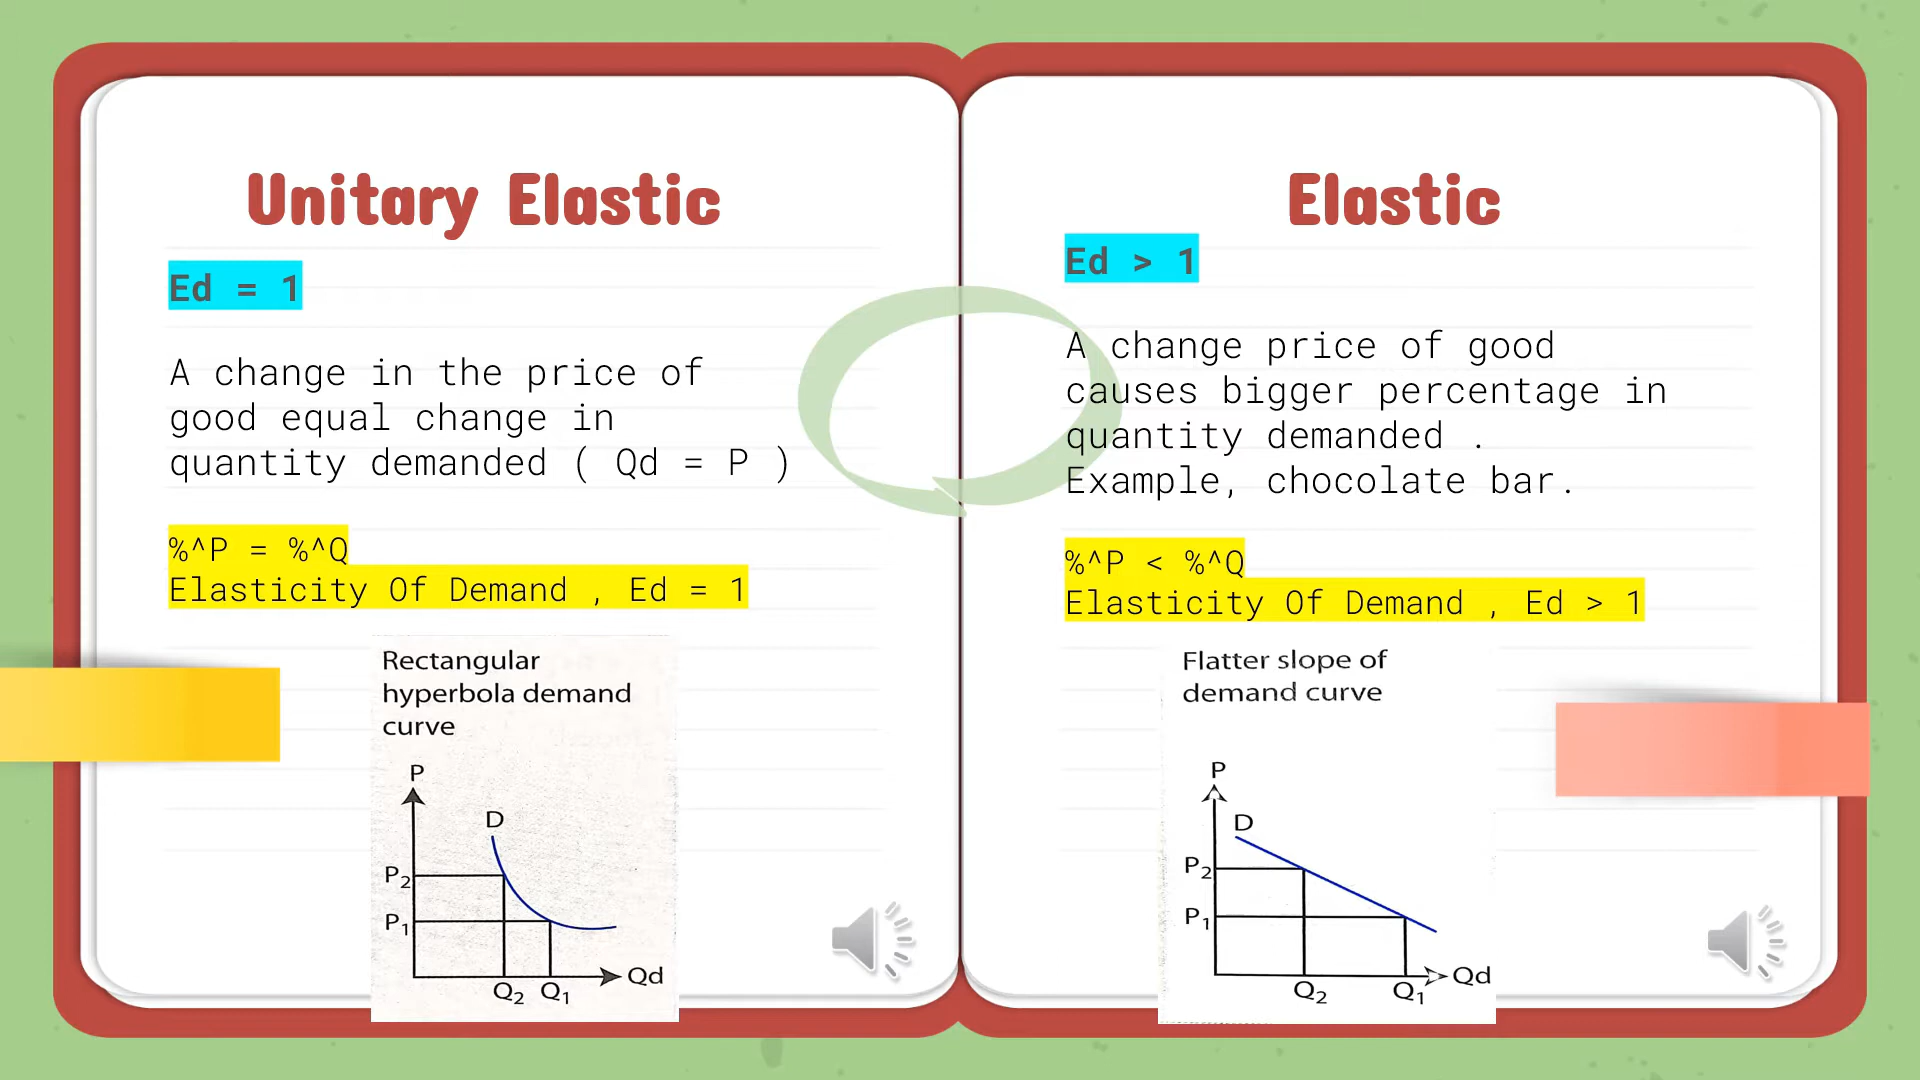 Unitary Elastic
Ed = 1
A change in the price of
good equal change in
quantity demanded ( Qd = P )
%^P = %^Q
Elasticity Of Demand , Ed = 1
Rectangular
hyperbola demand
curve
P
D
P2
P1
Q2 Q1
Qd
Elastic
Ed > 1
A change price of good
causes bigger percentage in
quantity demanded .
Example, chocolate bar.
%^P < %^Q
Elasticity Of Demand , Ed > 1
Flatter slope of
demand curve
P
D
P2
P1
Q2 Q1
Qd